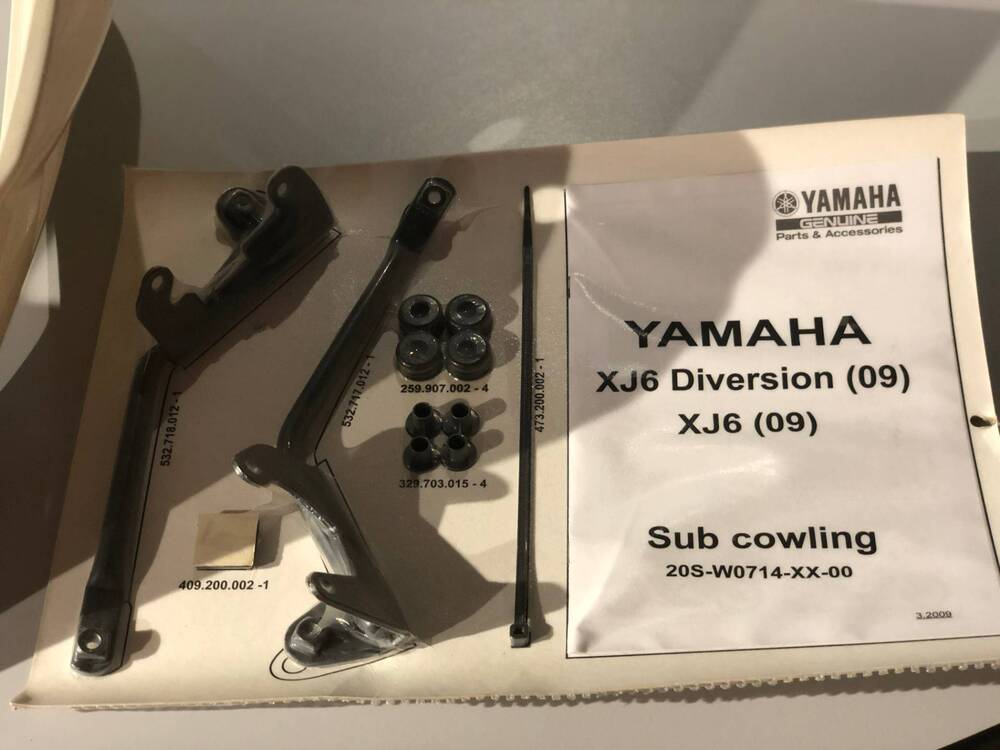 532.718.012 - 1
532.717.012 - 1
259.907.002 - 4
329.703.015 - 4
473.200.002 - 1
409.200.002 -1
YAMAHA
GENUINE
Parts & Accessories
YAMAHA
XJ6 Diversion (09)
XJ6 (09)
Sub cowling
20S-W0714-XX-00
3.2009